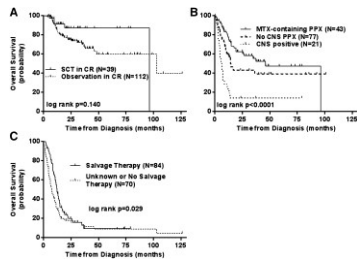 A
Overall Survival
(probability)
100
80
60
40
20
0
SCT in CR (N=39)
Observation in CR (N=112)
log rank p=0.140
0 25 50 75 100 125
Time from Diagnosis (months)
B
Overall Survival
(probability)
100
80
60
40
20
0
MTX-containing PPX (N=43)
No CNS PPX (N=77)
CNS positive (N=21)
log rank p<0.0001
0 25 50 75 100 125
Time from Diagnosis (months)
C
Overall Survival
(probability)
100
80
60
40
20
0
Salvage Therapy (N=84)
Unknown or No Salvage
Therapy (N=70)
log rank p=0.029
0 25 50 75 100 125
Time from Diagnosis (months)